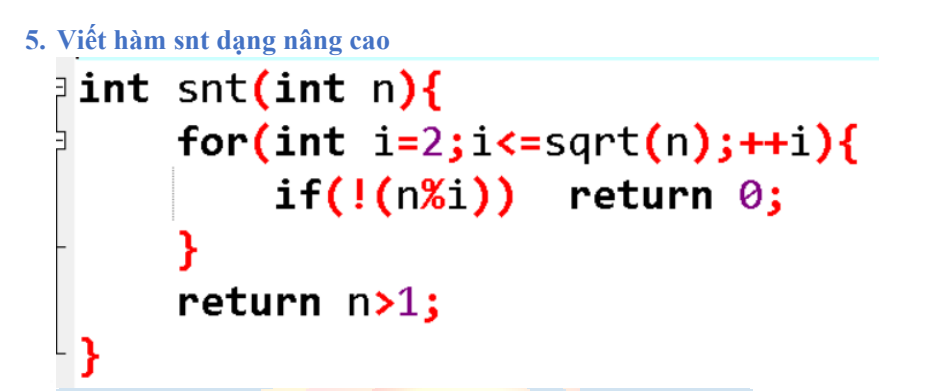 5. Viết hàm snt dạng nâng cao
int snt(int n){
for(int i=2;i<=sqrt(n);++i){
if(!(n%i)) return 0;
}
return n>1;
}